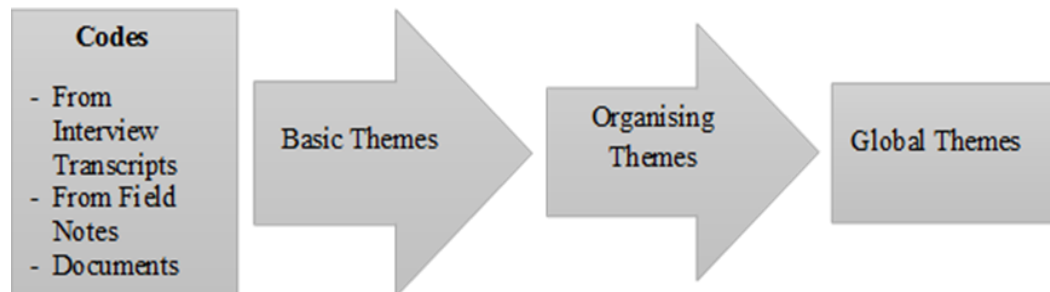 Codes
- From
Interview
Transcripts
- From Field
Notes
- Documents
Basic Themes
Organising
Themes
Global Themes